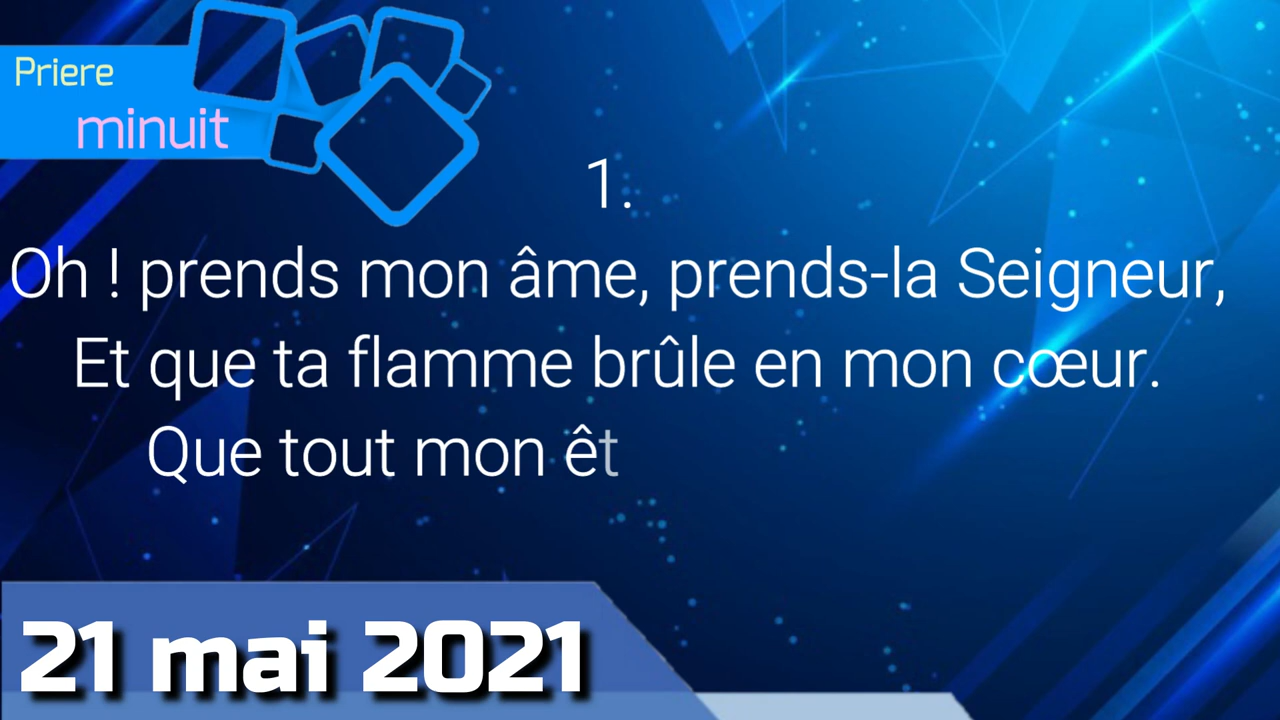 Priere
minuit
1.
Oh ! prends mon âme, prends-la Seigneur,
Et que ta flamme brûle en mon cœur.
Que tout mon êt
21 mai 2021